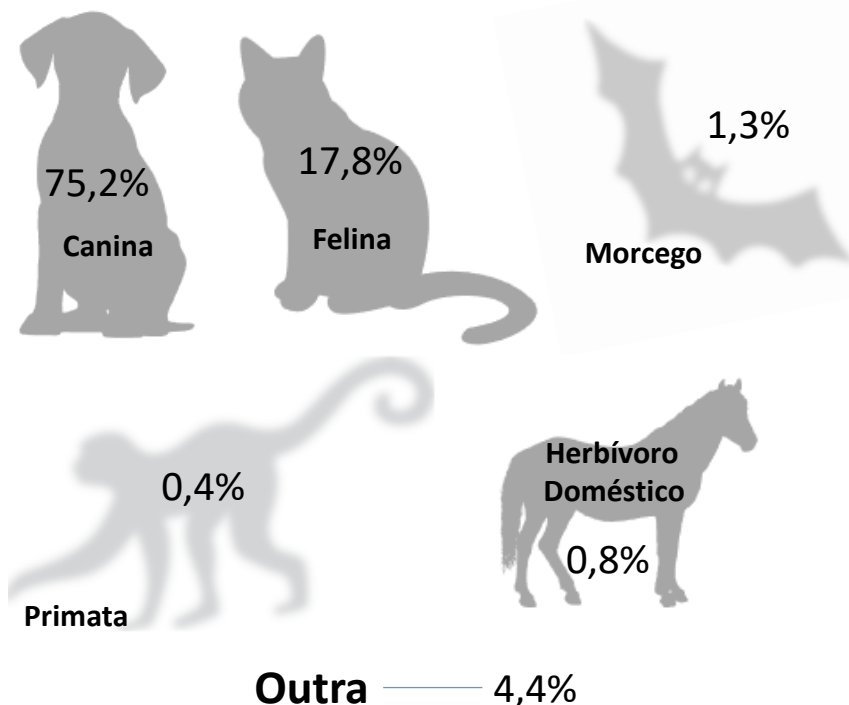 75,2%
Canina
17,8%
Felina
1,3%
Morcego
0,4%
Primata
Herbívoro
Doméstico
0,8%
Outra 4,4%